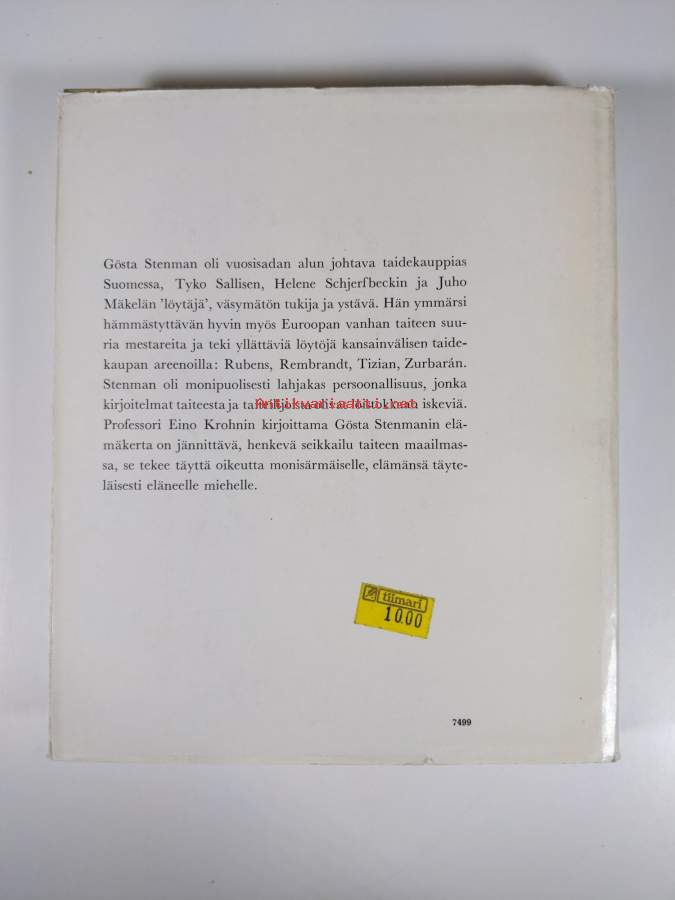 Gösta Stenman oli vuosisadan alun johtava taidekauppias
Suomessa, Tyko Sallisen, Helene Schjerfbeckin ja Juho
Mäkelän ’löytäjä’, väsymätön tukija ja ystävä. Hän ymmärsi
hämmästyttävän hyvin myös Euroopan vanhan taiteen suu-
ria mestareita ja teki yllättäviä löytöjä kansainvälisen taide-
kaupan areenoilla: Rubens, Rembrandt, Tizian, Zurbarán.
Stenman oli monipuolisesti lahjakas persoonallisuus, jonka
kirjoitelmat taiteesta ja iskeviä.
Antikvariaatti.net
Professori Eino Krohnin kirjoittama Gösta Stenmanin elä-
mäkerta on jännittävä, henkevä seikkailu taiteen maailmas-
sa, se tekee täyttä oikeutta monisärmäiselle, elämänsä täyte-
läisesti eläneelle miehelle.
tiimari
10.00
7499